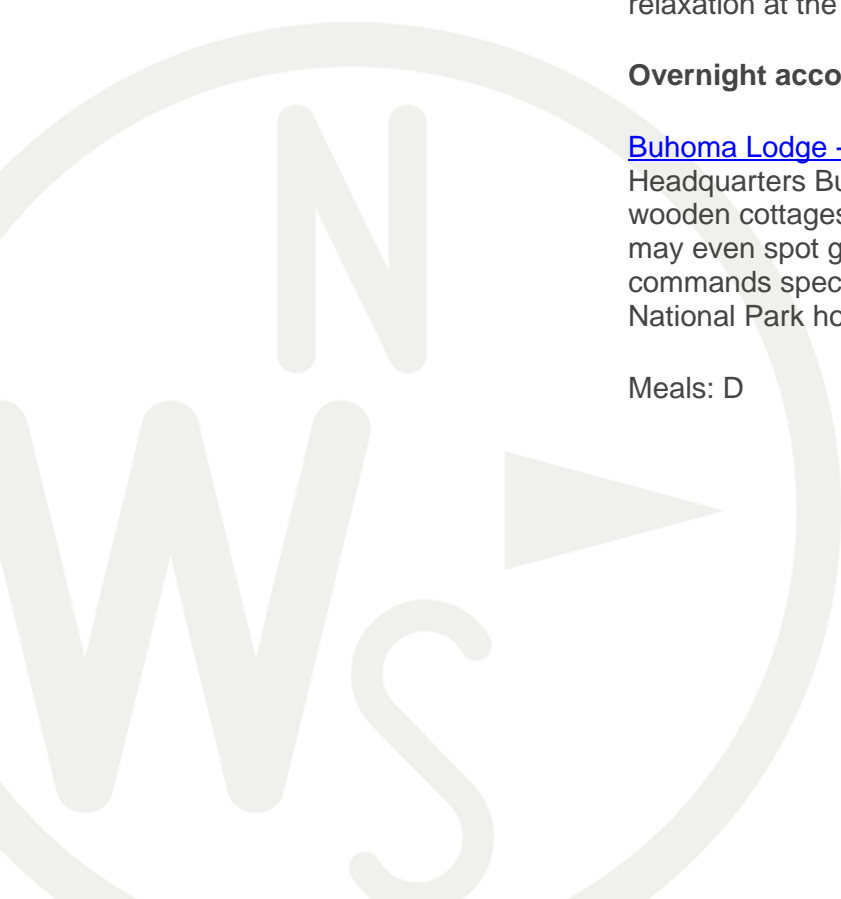 relaxation at the
Overnight acco
Buhoma Lodge -
Headquarters Bu
wooden cottages
may even spot g
commands spec
National Park ho
Meals: D
N
W
S